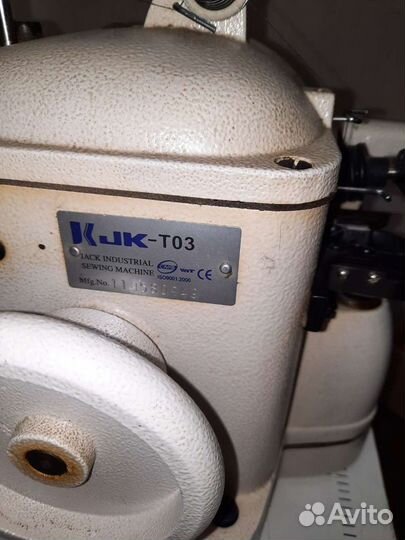 JK-T03
JACK INDUSTRIAL
SEWING MACHINE
CE
ISO9001:2000
Mfg.No.
Avito